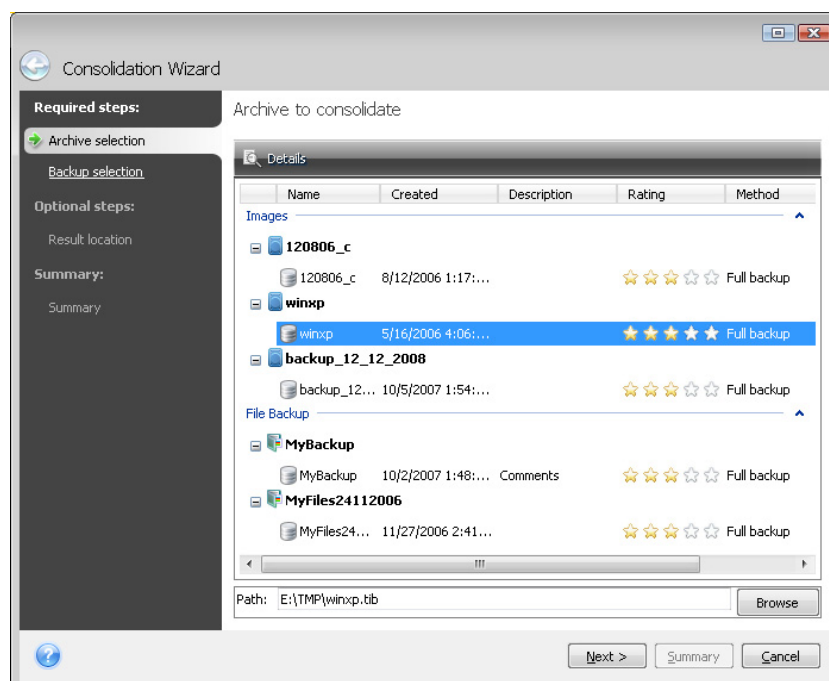 Consolidation Wizard
Required steps:
Archive selection
Backup selection
Optional steps:
Result location
Summary:
Summary
Archive to consolidate
Details
Name Created Description Rating Method
Images
120806_c
120806_c 8/12/2006 1:17:... Full backup
winxp
winxp 5/16/2006 4:06:... Full backup
backup_12_12_2008
backup_12... 10/5/2007 1:54:... Full backup
File Backup
MyBackup
MyBackup 10/2/2007 1:48:... Comments Full backup
MyFiles24112006
MyFiles24... 11/27/2006 2:41... Full backup
Path: E:\TMP\winxp.tib Browse
Next > Summary Cancel